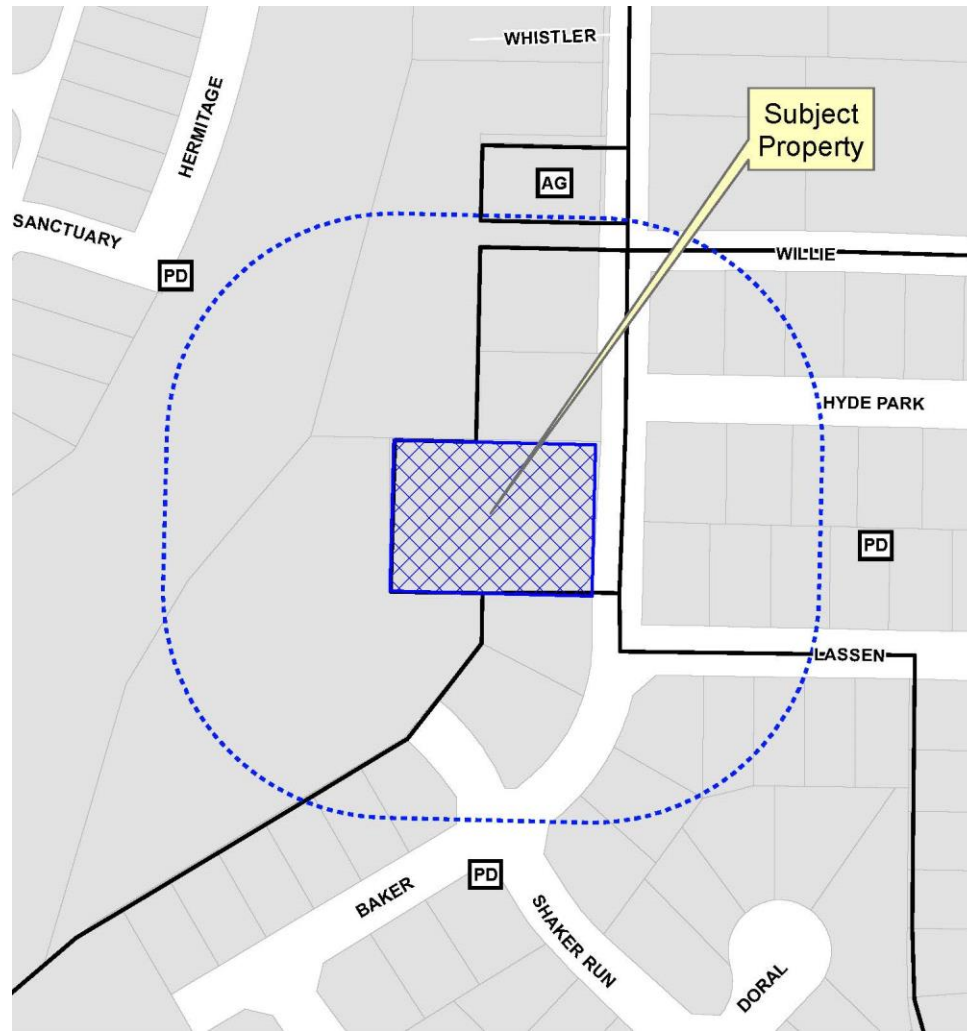 WHISTLER
HERMITAGE
Subject
Property
AG
SANCTUARY
PD
WILLIE
HYDE PARK
PD
LASSEN
PD
BAKER
SHAKER RUN
DORAL